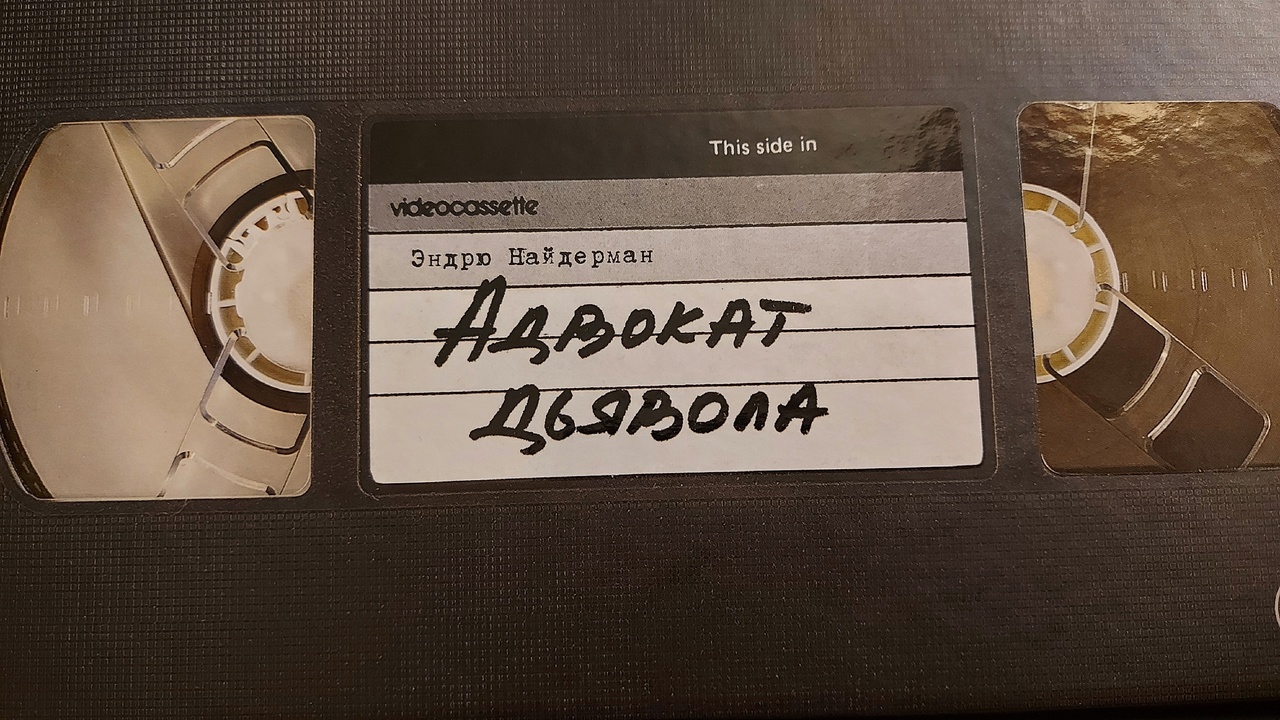 This side in
videocassette
Эндрю Найдерман
Адвокат
дьявола